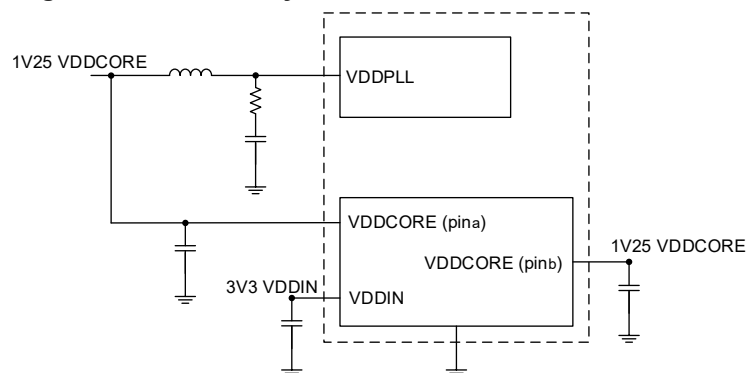 1V25 VDDCORE
VDDPLL
VDDCORE (pina)
1V25 VDDCORE
VDDCORE (pinb)
3V3 VDDIN
VDDIN